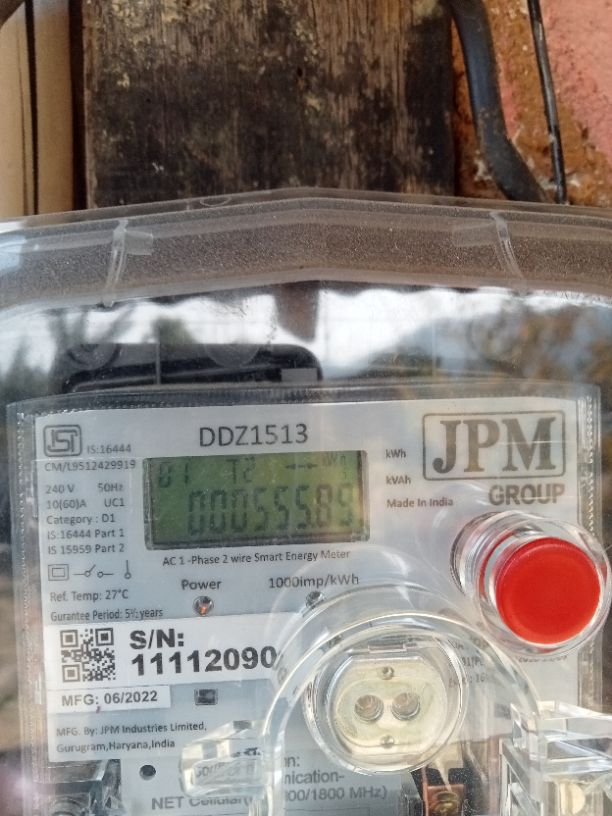 DDZ1513
IS:16444
CM/L9512429919
240 V 50Hz
10(60)A UC1
Category : D1
IS:16444 Part 1
IS 15959 Part 2
Ref. Temp: 27°C
Gurantee Period: 5½ years
01 T2
00055589
kWh
kVAh
Made in India
JPM
GROUP
AC 1 -Phase 2 wire Smart Energy Meter
Power 1000imp/kWh
S/N:
11112090
MFG; 06/2022
MFG. By: JPM Industries Limited,
Gurugram,Haryana,India